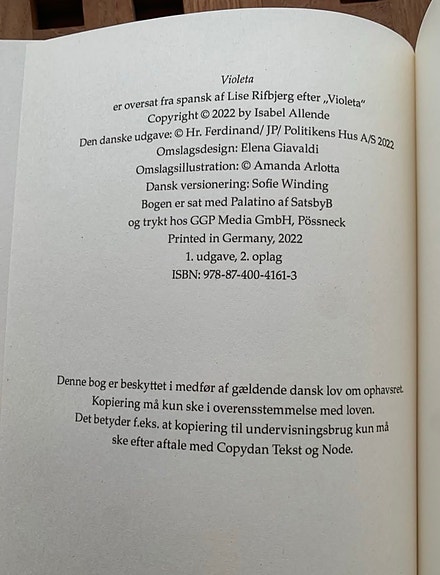 Violeta
er oversat fra spansk af Lise Rifbjerg efter „Violeta“
Copyright © 2022 by Isabel Allende
Den danske udgave: © Hr. Ferdinand/ JP/ Politikens Hus A/S 2022
Omslagsdesign: Elena Giavaldi
Omslagsillustration: © Amanda Arlotta
Dansk versionering: Sofie Winding
Bogen er sat med Palatino af SatsbyB
og trykt hos GGP Media GmbH, Pössneck
Printed in Germany, 2022
1. udgave, 2. oplag
ISBN: 978-87-400-4161-3
Denne bog er beskyttet i medfør af gældende dansk lov om ophavsret.
Kopiering må kun ske i overensstemmelse med loven.
Det betyder f.eks. at kopiering til undervisningsbrug kun må
ske efter aftale med Copydan Tekst og Node.